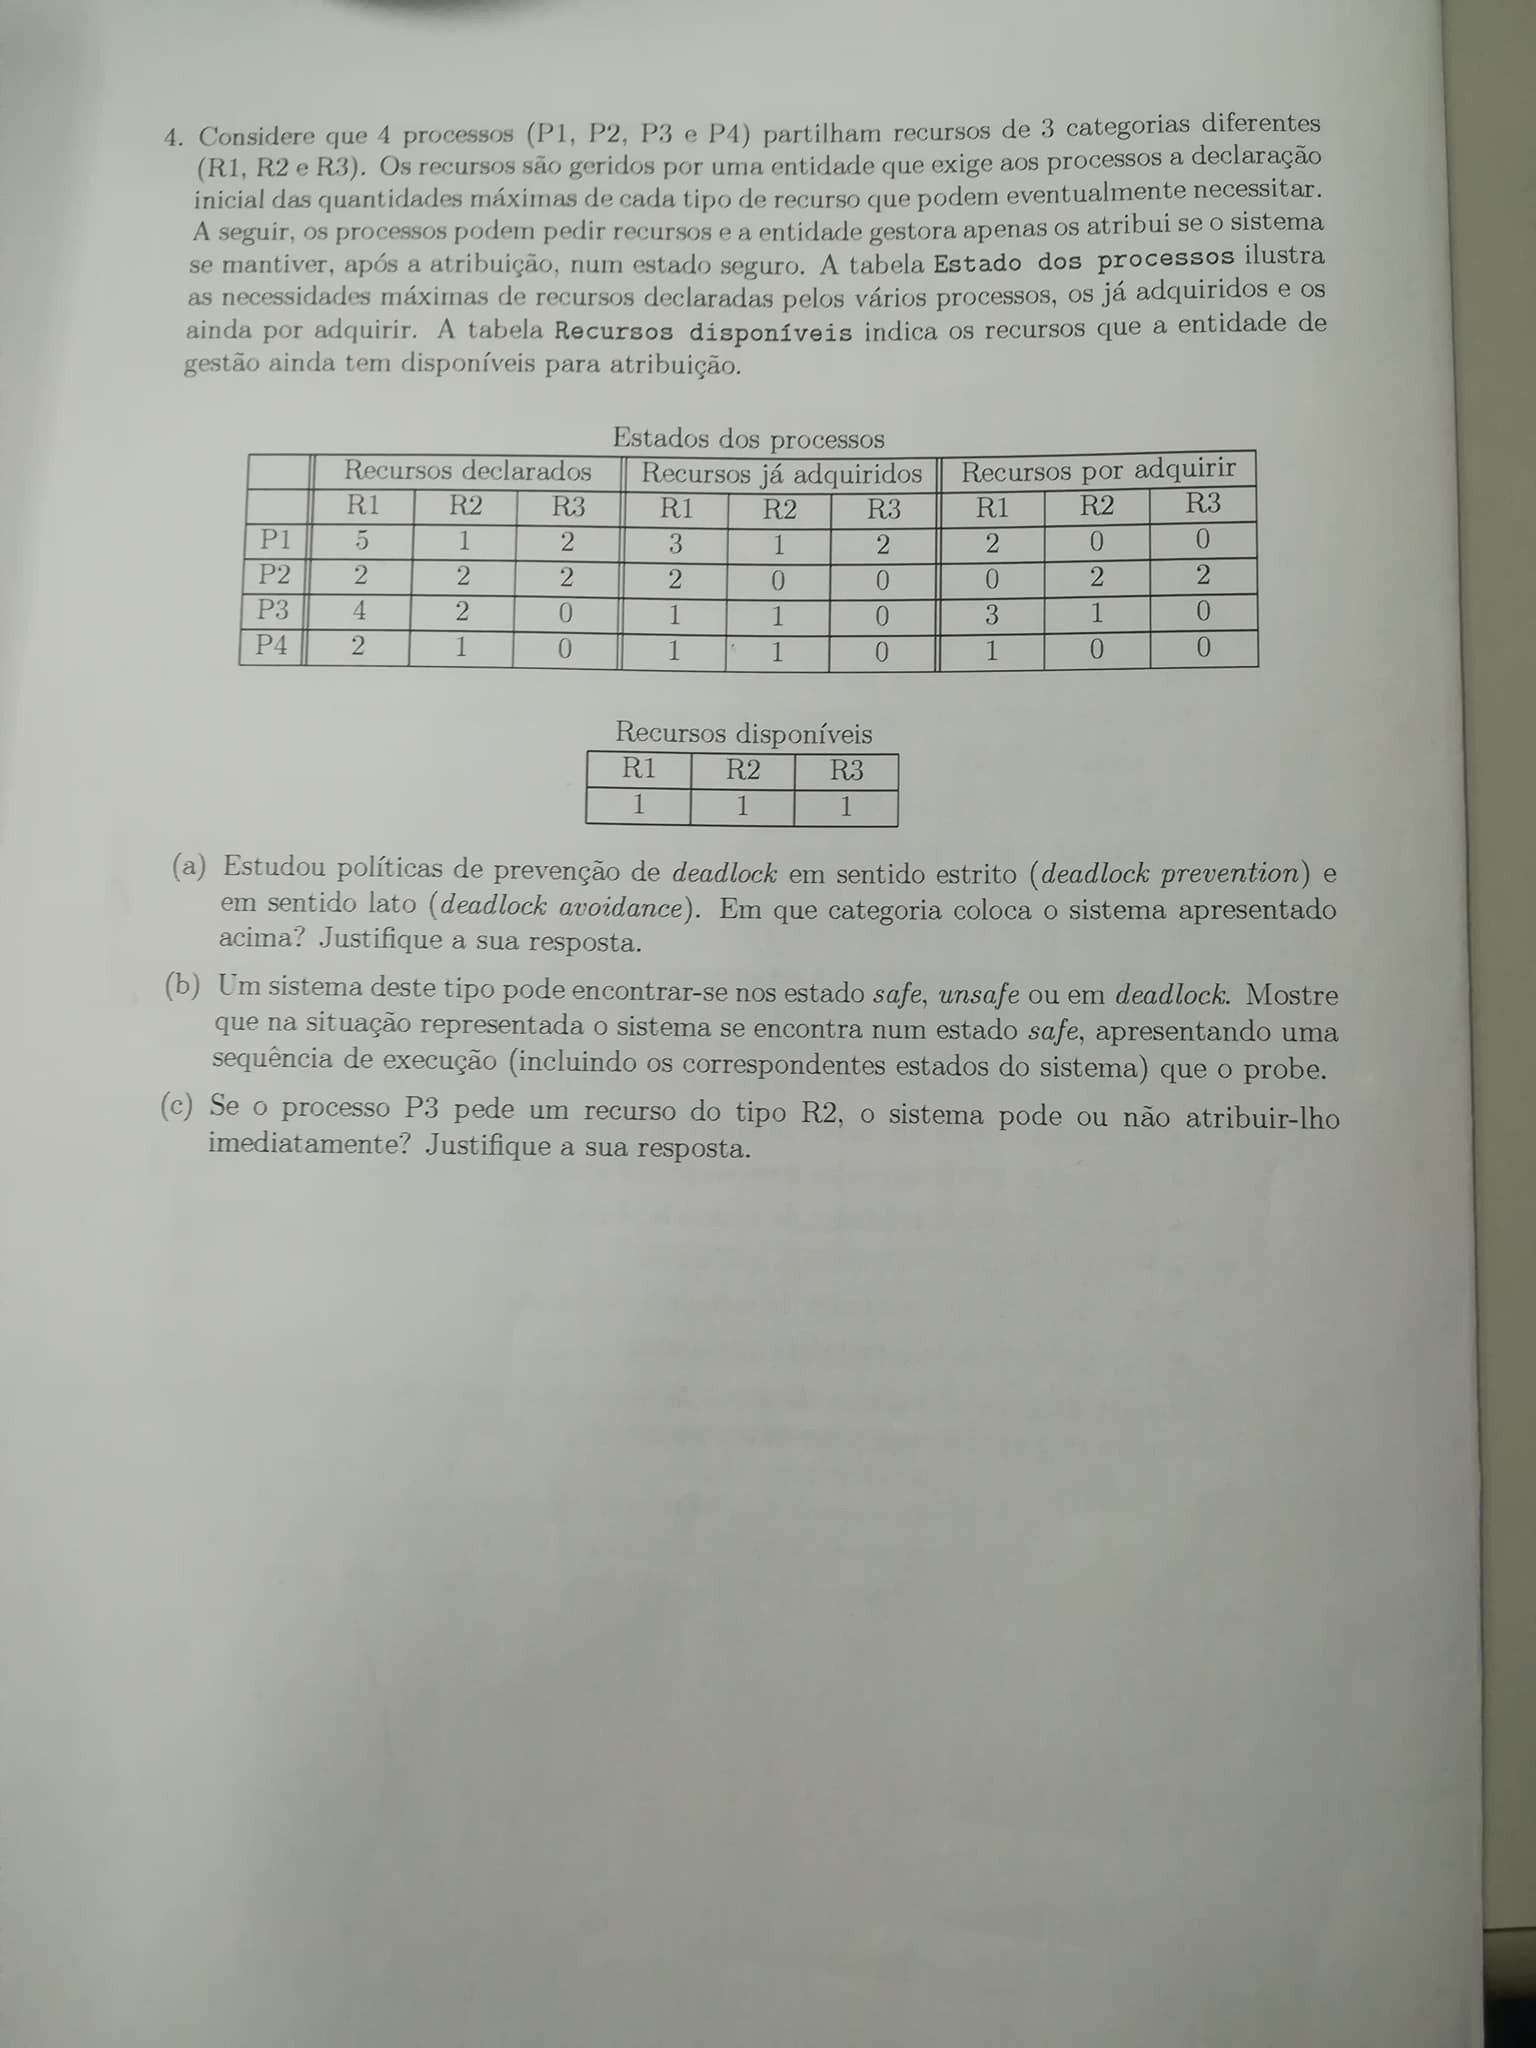 4. Considere que 4 processos (P1, P2, P3 e P4) partilham recursos de 3 categorias diferentes
(R1, R2 e R3). Os recursos são geridos por uma entidade que exige aos processos a declaração
inicial das quantidades máximas de cada tipo de recurso que podem eventualmente necessitar.
A seguir, os processos podem pedir recursos e a entidade gestora apenas os atribui se o sistema
se mantiver, após a atribuição, num estado seguro. A tabela Estado dos processos ilustra
as necessidades máximas de recursos declaradas pelos vários processos, os já adquiridos e os
ainda por adquirir. A tabela Recursos disponíveis indica os recursos que a entidade de
gestão ainda tem disponíveis para atribuição.
Estados dos processos
Recursos declarados Recursos já adquiridos Recursos por adquirir
R1 R2 R3 R1 R2 R3 R1 R2 R3
P1 5 1 2 3 1 2 2 0 0
P2 2 2 2 2 0 0 0 2 2
P3 4 2 0 1 1 0 3 1 0
P4 2 1 0 1 1 0 1 0 0
Recursos disponíveis
R1 R2 R3
1 1 1
(a) Estudou políticas de prevenção de deadlock em sentido estrito (deadlock prevention) e
em sentido lato (deadlock avoidance). Em que categoria coloca o sistema apresentado
acima? Justifique a sua resposta.
(b) Um sistema deste tipo pode encontrar-se nos estado safe, unsafe ou em deadlock. Mostre
que na situação representada o sistema se encontra num estado safe, apresentando uma
sequência de execução (incluindo os correspondentes estados do sistema) que o probe.
(c) Se o processo P3 pede um recurso do tipo R2, o sistema pode ou não atribuir-lho
imediatamente? Justifique a sua resposta.